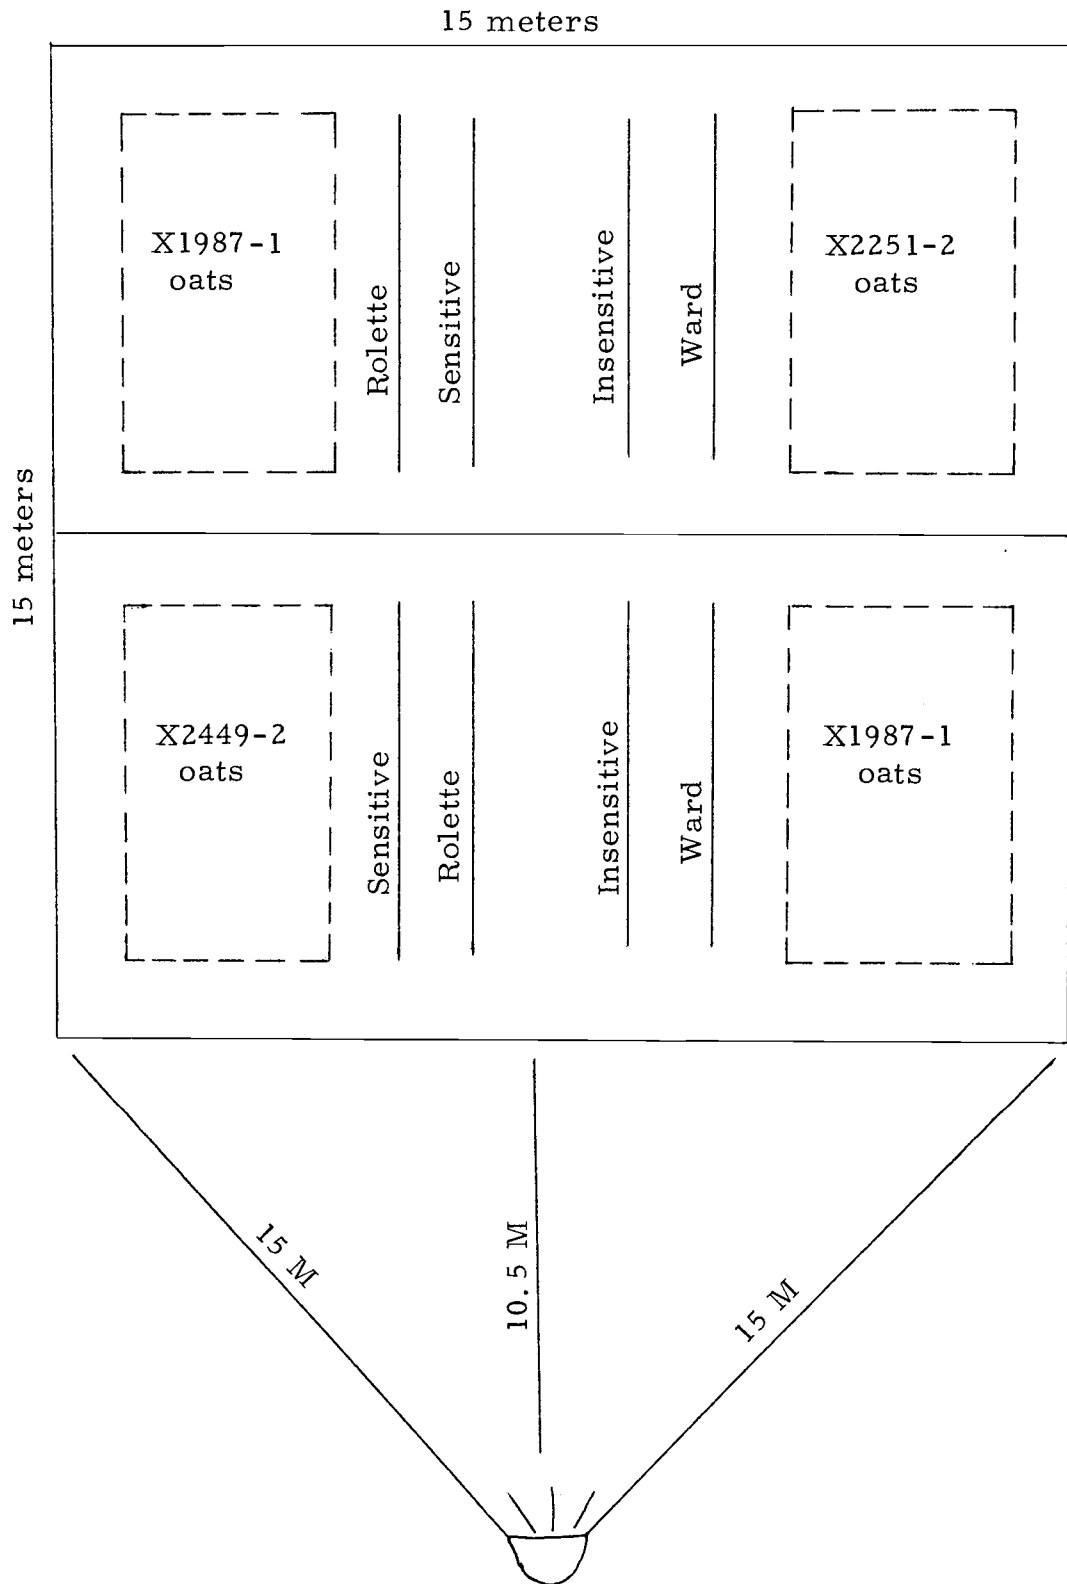 15 meters
X1987-1
oats
Rolette
Sensitive
Insensitive
Ward
X2251-2
oats
15 meters
X2449-2
oats
Sensitive
Rolette
Insensitive
Ward
X1987-1
oats
15 M
10.5 M
15 M